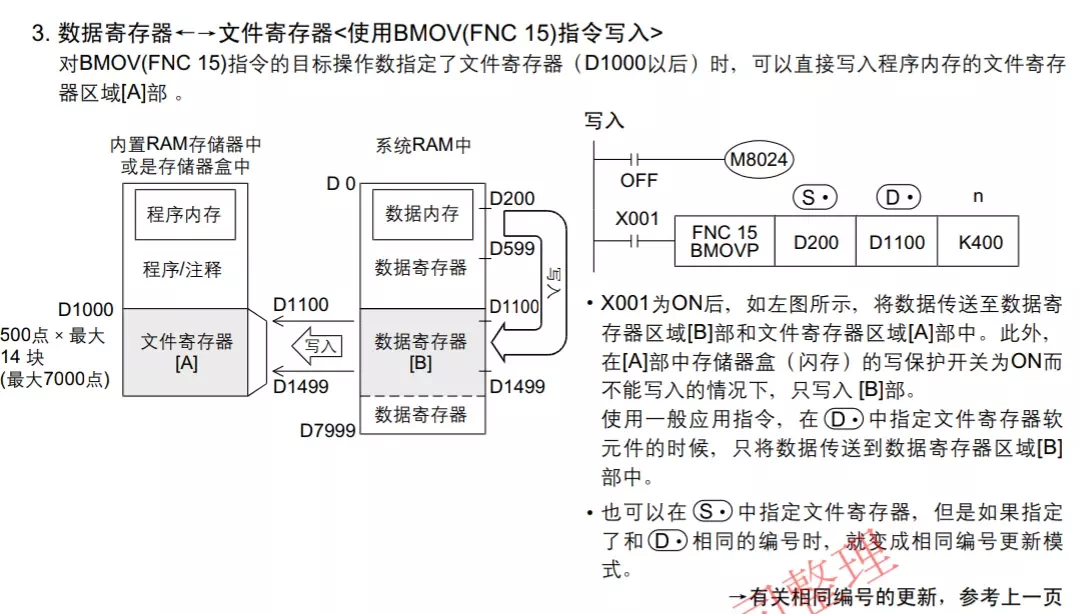 3. 数据寄存器←→文件寄存器<使用BMOV(FNC 15)指令写入>
对BMOV(FNC 15)指令的目标操作数指定了文件寄存器（D1000以后）时，可以直接写入程序内存的文件寄存
器区域[A]部 。
内置RAM存储器中
或是存储器盒中
程序内存
程序/注释
D1000
500点 × 最大
14 块
(最大7000点)
文件寄存器
[A]
D1100
写入
D1499
系统RAM中
D 0
数据内存
数据寄存器
数据寄存器
[B]
数据寄存器
D7999
D200
D599
D1100
D1499
写入
写入
OFF
M8024
S・
D・
n
X001
FNC 15
BMOVP
D200
D1100
K400
・X001为ON后，如左图所示，将数据传送至数据寄
存器区域[B]部和文件寄存器区域[A]部中。此外，
在[A]部中存储器盒（闪存）的写保护开关为ON而
不能写入的情况下，只写入 [B]部。
使用一般应用指令，在 D・ 中指定文件寄存器软
元件的时候，只将数据传送到数据寄存器区域[B]
部中。
・也可以在 S・ 中指定文件寄存器，但是如果指定
了和 D・ 相同的编号时，就变成相同编号更新模
式。
→有关相同编号的更新，参考上一页
整理